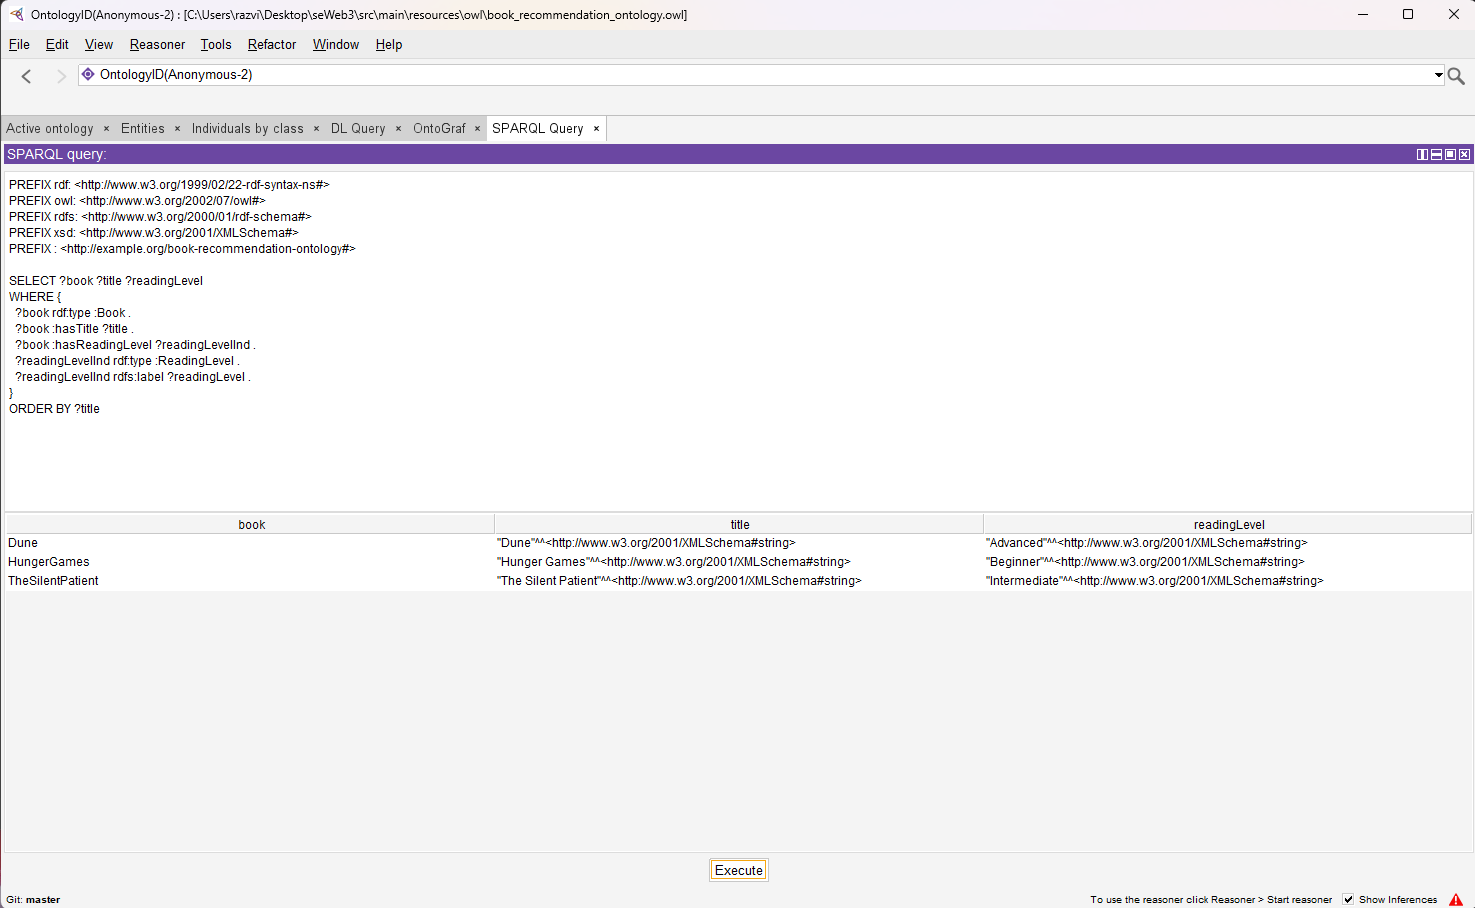 OntologyID(Anonymous-2) : [C:\Users\razvi\Desktop\seWeb3\src\main\resources\owl\book_recommendation_ontology.owl]
File Edit View Reasoner Tools Refactor Window Help
OntologyID(Anonymous-2)
Active ontology × Entities × Individuals by class × DL Query × OntoGraf × SPARQL Query ×
SPARQL query:
PREFIX rdf: <http://www.w3.org/1999/02/22-rdf-syntax-ns#>
PREFIX owl: <http://www.w3.org/2002/07/owl#>
PREFIX rdfs: <http://www.w3.org/2000/01/rdf-schema#>
PREFIX xsd: <http://www.w3.org/2001/XMLSchema#>
PREFIX : <http://example.org/book-recommendation-ontology#>
SELECT ?book ?title ?readingLevel
WHERE {
?book rdf:type :Book .
?book :hasTitle ?title .
?book :hasReadingLevel ?readingLevelInd .
?readingLevelInd rdf:type :ReadingLevel .
?readingLevelInd rdfs:label ?readingLevel .
}
ORDER BY ?title
book title readingLevel
Dune "Dune"^^<http://www.w3.org/2001/XMLSchema#string> "Advanced"^^<http://www.w3.org/2001/XMLSchema#string>
HungerGames "Hunger Games"^^<http://www.w3.org/2001/XMLSchema#string> "Beginner"^^<http://www.w3.org/2001/XMLSchema#string>
TheSilentPatient "The Silent Patient"^^<http://www.w3.org/2001/XMLSchema#string> "Intermediate"^^<http://www.w3.org/2001/XMLSchema#string>
Execute
Git: master To use the reasoner click Reasoner > Start reasoner Show Inferences